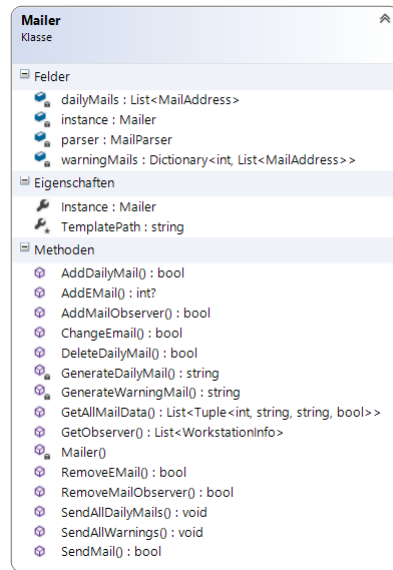 Mailer
Klasse
Felder
dailyMails : List<MailAddress>
instance : Mailer
parser : MailParser
warningMails : Dictionary<int, List<MailAddress>>
Eigenschaften
Instance : Mailer
TemplatePath : string
Methoden
AddDailyMail() : bool
AddEMail() : int?
AddMailObserver() : bool
ChangeEmail() : bool
DeleteDailyMail() : bool
GenerateDailyMail() : string
GenerateWarningMail() : string
GetAllMailData() : List<Tuple<int, string, string, bool>>
GetObserver() : List<WorkstationInfo>
Mailer()
RemoveEMail() : bool
RemoveMailObserver() : bool
SendAllDailyMails() : void
SendAllWarnings() : void
SendMail() : bool